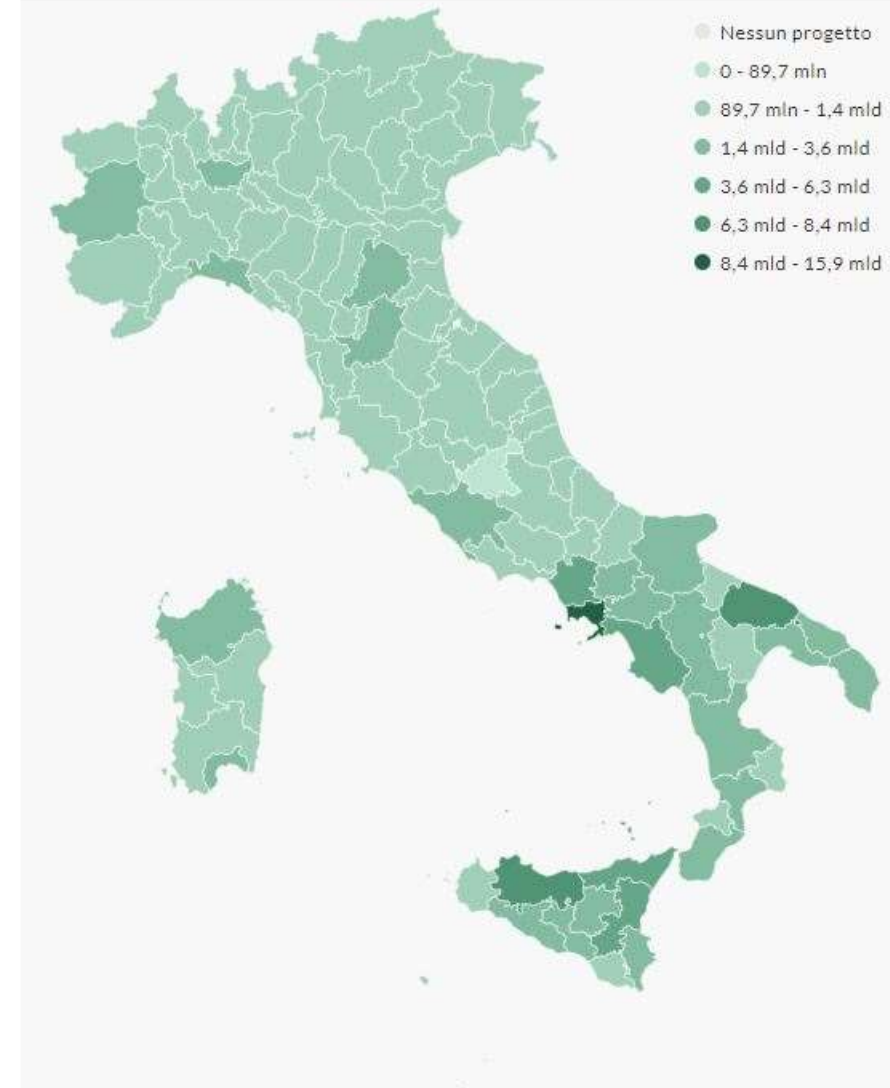 Nessun progetto
0 - 89,7 mln
89,7 mln - 1,4 mld
1,4 mld - 3,6 mld
3,6 mld - 6,3 mld
6,3 mld - 8,4 mld
8,4 mld - 15,9 mld